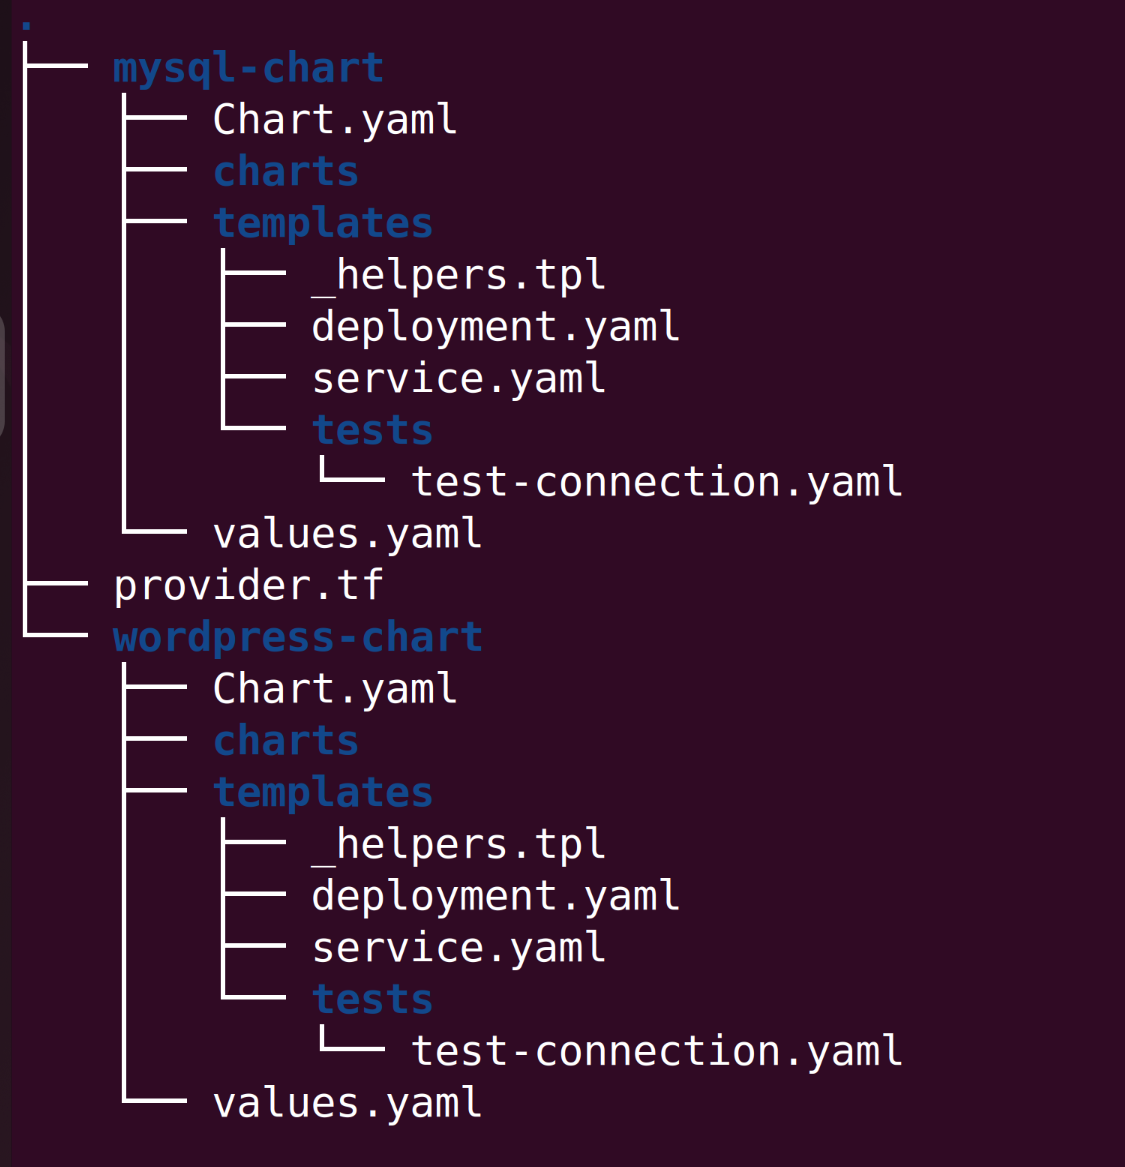 .
├── mysql-chart
│   ├── Chart.yaml
│   ├── charts
│   ├── templates
│   │   ├── _helpers.tpl
│   │   ├── deployment.yaml
│   │   ├── service.yaml
│   │   └── tests
│   │       └── test-connection.yaml
│   └── values.yaml
├── provider.tf
└── wordpress-chart
    ├── Chart.yaml
    ├── charts
    ├── templates
    │   ├── _helpers.tpl
    │   ├── deployment.yaml
    │   ├── service.yaml
    │   └── tests
    │       └── test-connection.yaml
    └── values.yaml